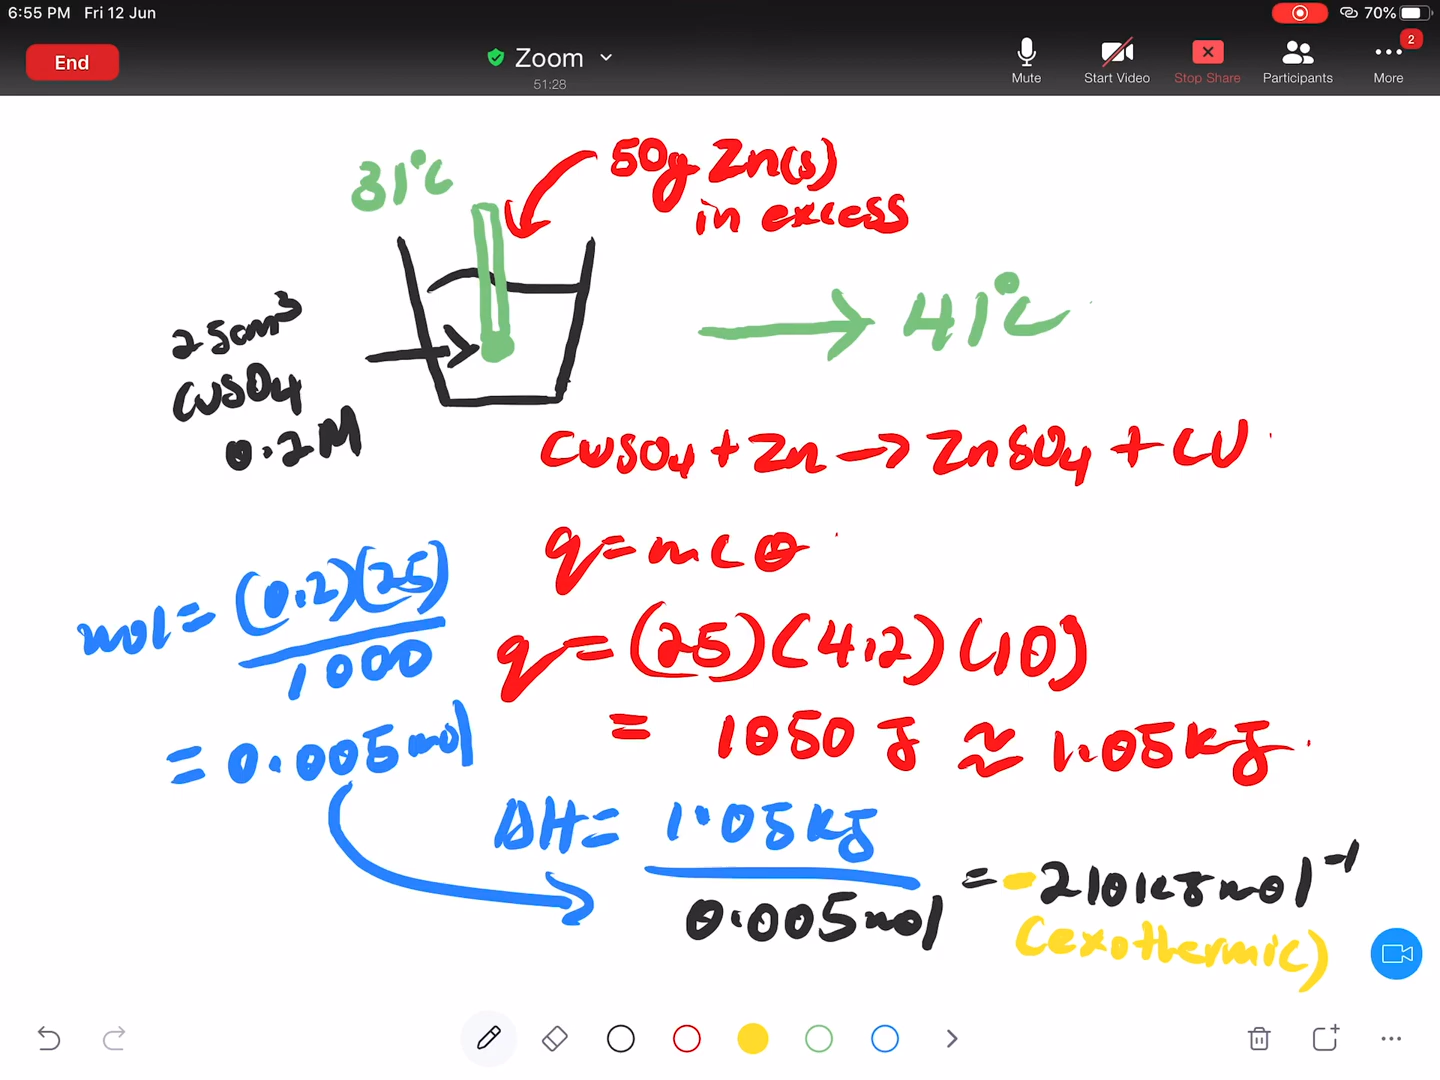 6:55 PM Fri 12 Jun
70%
End
Zoom
51:28
Mute
Start Video
Stop Share
Participants
More
2
31°C
50g Zn(s)
in excess
25cm³
CuSO4
0.2M
41°C
CuSO4 + Zn → ZnSO4 + CU
q = mcθ
mol = (0.2)(25)
1000
= 0.005 mol
q = (25)(4.2)(10)
= 1050 J ≈ 1.05kJ
ΔH = 1.05kJ
0.005mol
= -210kJmol⁻¹
(exothermic)